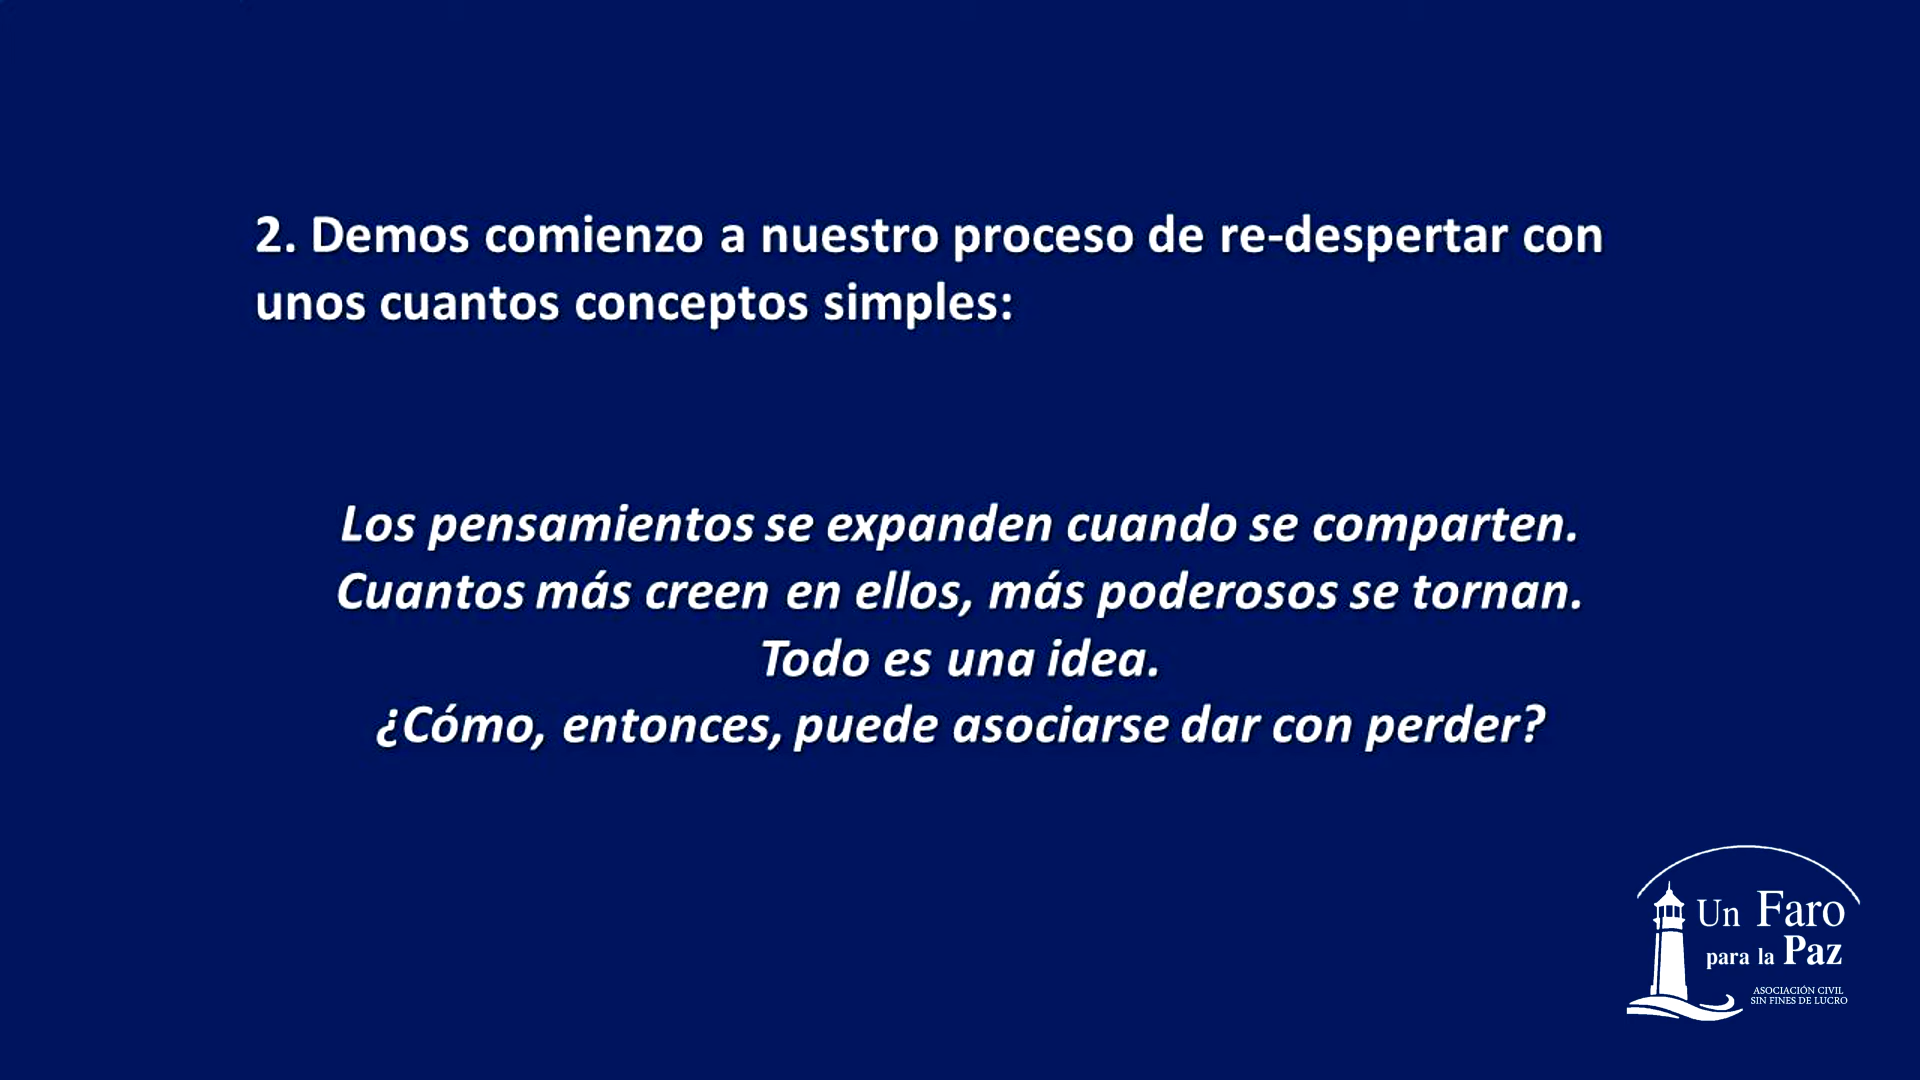 2. Demos comienzo a nuestro proceso de re-despertar con
unos cuantos conceptos simples:
Los pensamientos se expanden cuando se comparten.
Cuantos más creen en ellos, más poderosos se tornan.
Todo es una idea.
¿Cómo, entonces, puede asociarse dar con perder?
Un Faro
para la Paz
ASOCIACIÓN CIVIL
SIN FINES DE LUCRO